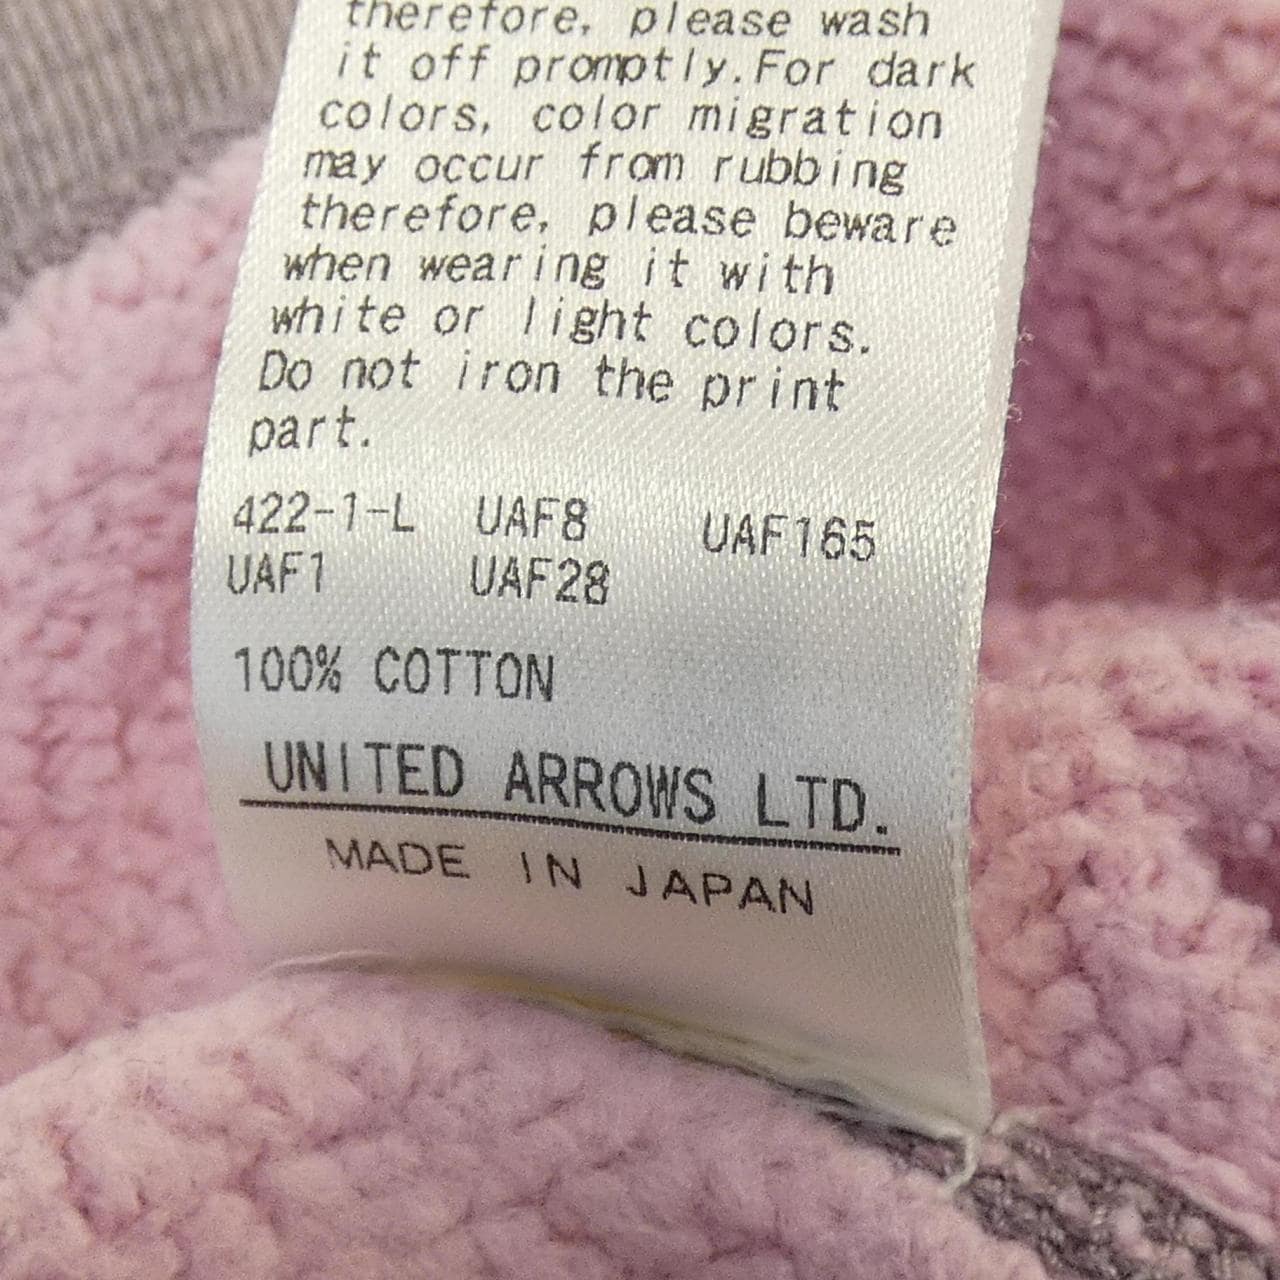 therefore, please wash
it off promptly.For dark
colors, color migration
may occur from rubbing
therefore, please beware
when wearing it with
white or light colors.
Do not iron the print
part.
422-1-L UAF8 UAF165
UAF1 UAF28
100% COTTON
UNITED ARROWS LTD.
MADE IN JAPAN